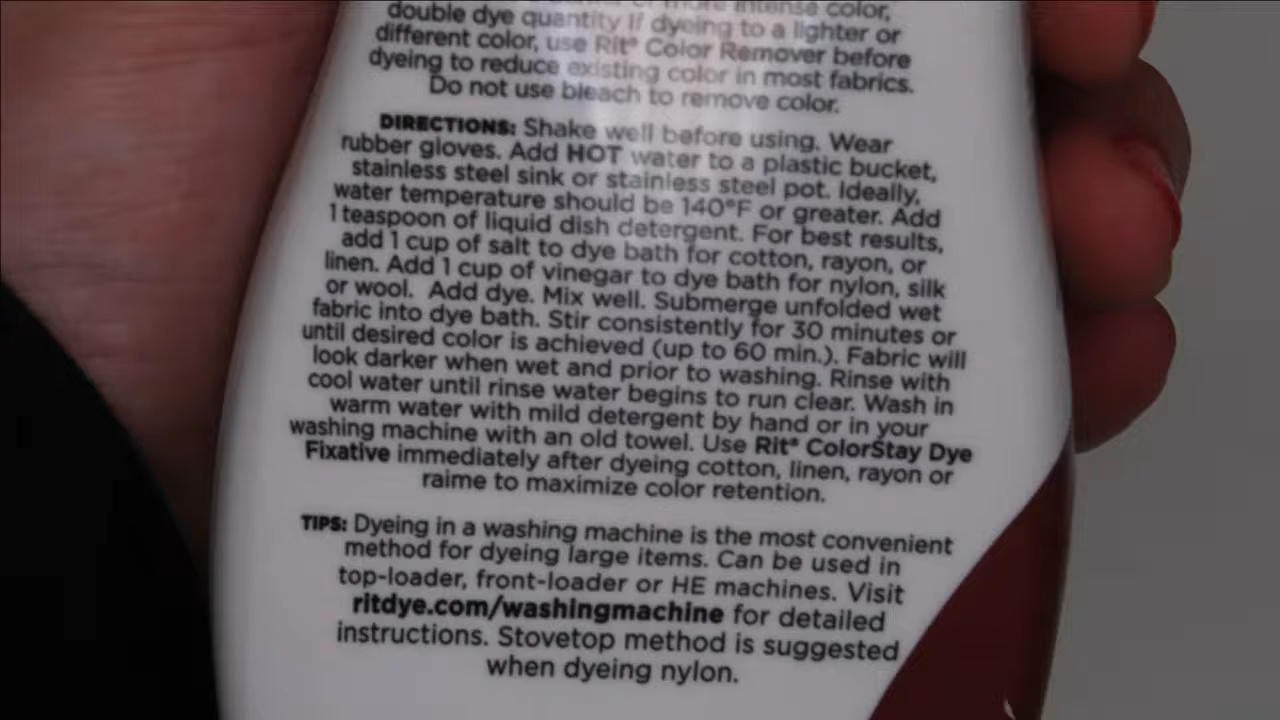 or more intense color,
double dye quantity If dyeing to a lighter or
different color, use Rit® Color Remover before
dyeing to reduce existing color in most fabrics.
Do not use bleach to remove color.
DIRECTIONS: Shake well before using. Wear
rubber gloves. Add HOT water to a plastic bucket,
stainless steel sink or stainless steel pot. Ideally,
water temperature should be 140°F or greater. Add
1 teaspoon of liquid dish detergent. For best results,
add 1 cup of salt to dye bath for cotton, rayon, or
linen. Add 1 cup of vinegar to dye bath for nylon, silk
or wool. Add dye. Mix well. Submerge unfolded wet
fabric into dye bath. Stir consistently for 30 minutes or
until desired color is achieved (up to 60 min.). Fabric will
look darker when wet and prior to washing. Rinse with
cool water until rinse water begins to run clear. Wash in
warm water with mild detergent by hand or in your
washing machine with an old towel. Use Rit® ColorStay Dye
Fixative immediately after dyeing cotton, linen, rayon or
raime to maximize color retention.
TIPS: Dyeing in a washing machine is the most convenient
method for dyeing large items. Can be used in
top-loader, front-loader or HE machines. Visit
ritdye.com/washingmachine for detailed
instructions. Stovetop method is suggested
when dyeing nylon.